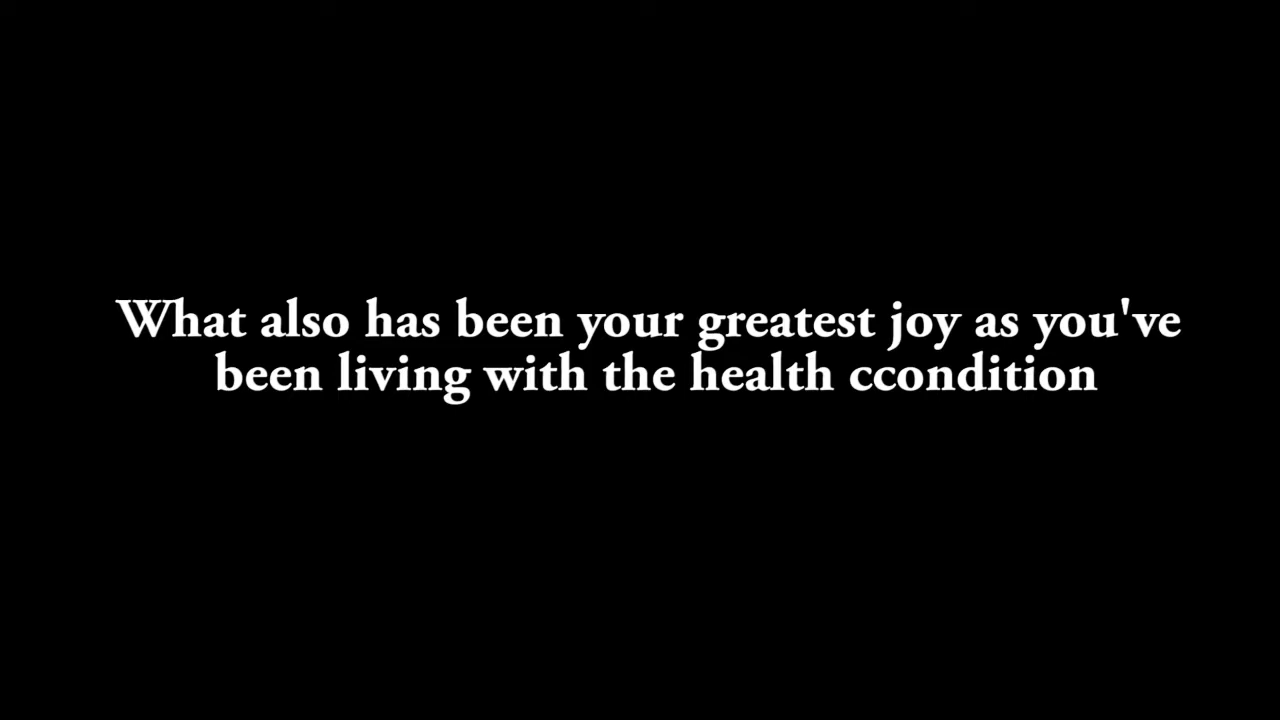 What also has been your greatest joy as you've
been living with the health ccondition